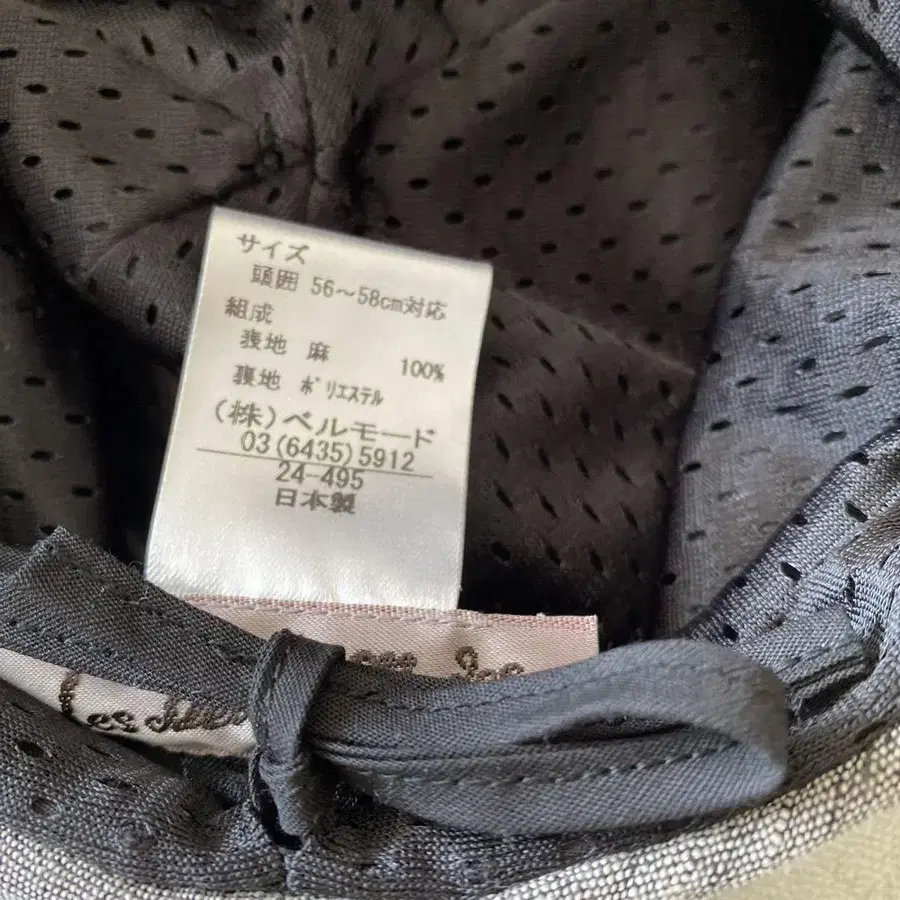 サイズ
頭囲 56～58cm対応
組成
表地 麻 100%
裏地 ポリエステル
(株)ベルモード
03(6435)5912
24-495
日本製
Les